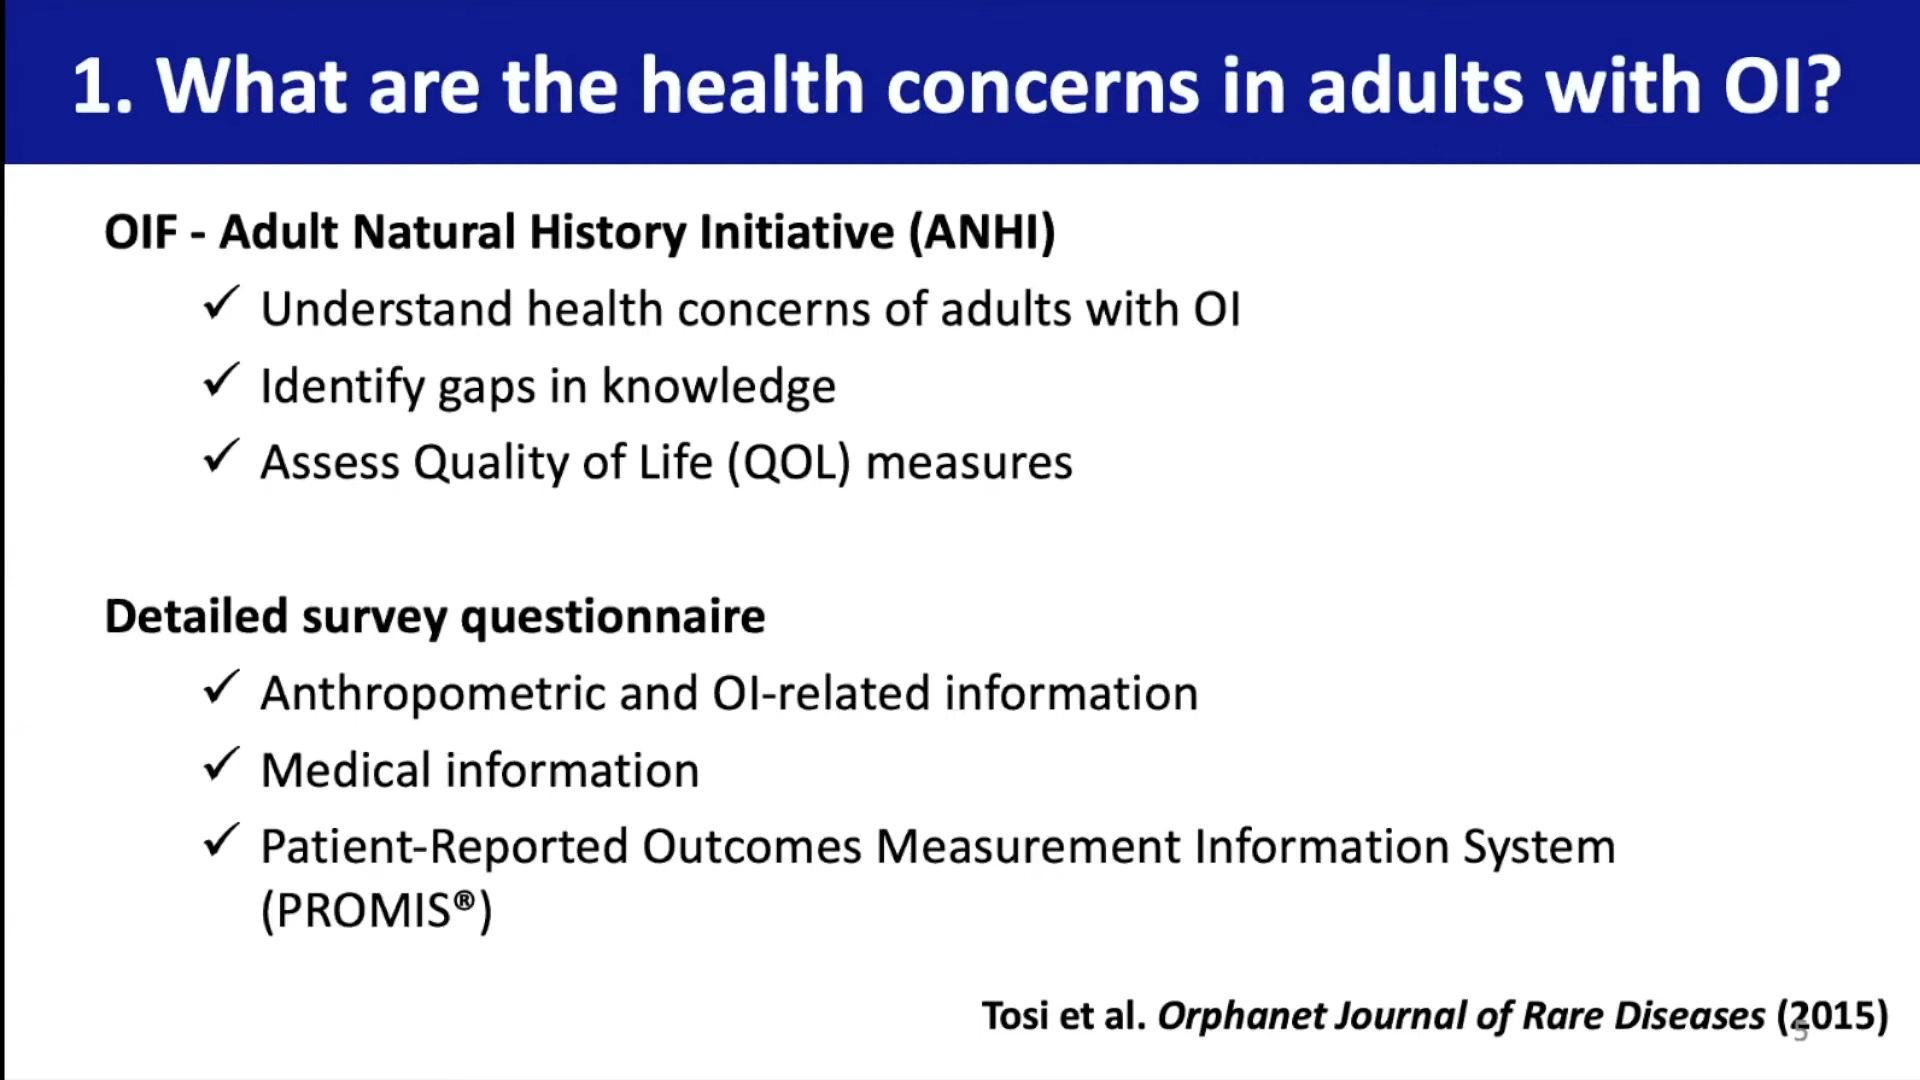 1. What are the health concerns in adults with OI?
OIF - Adult Natural History Initiative (ANHI)
✓ Understand health concerns of adults with OI
✓ Identify gaps in knowledge
✓ Assess Quality of Life (QOL) measures
Detailed survey questionnaire
✓ Anthropometric and OI-related information
✓ Medical information
✓ Patient-Reported Outcomes Measurement Information System
(PROMIS®)
Tosi et al. Orphanet Journal of Rare Diseases (2015)
5